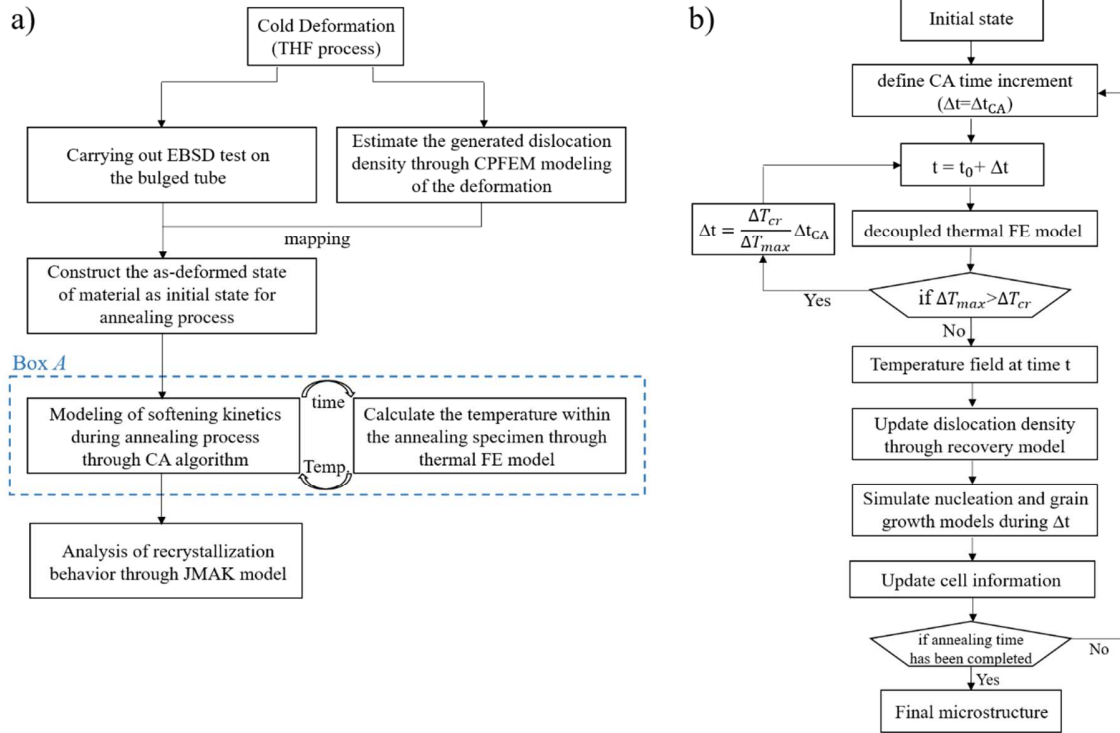 a)
Cold Deformation
(THF process)
Carrying out EBSD test on
the bulged tube
Estimate the generated dislocation
density through CPFEM modeling
of the deformation
mapping
Construct the as-deformed state
of material as initial state for
annealing process
Box A
Modeling of softening kinetics
during annealing process
through CA algorithm
time
Temp.
Calculate the temperature within
the annealing specimen through
thermal FE model
Analysis of recrystallization
behavior through JMAK model
b)
Initial state
define CA time increment
(Δt=Δt_CA)
t = t₀ + Δt
Δt = ΔT_cr / ΔT_max Δt_CA
decoupled thermal FE model
if ΔT_max>ΔT_cr
Yes
No
Temperature field at time t
Update dislocation density
through recovery model
Simulate nucleation and grain
growth models during Δt
Update cell information
if annealing time
has been completed
No
Yes
Final microstructure